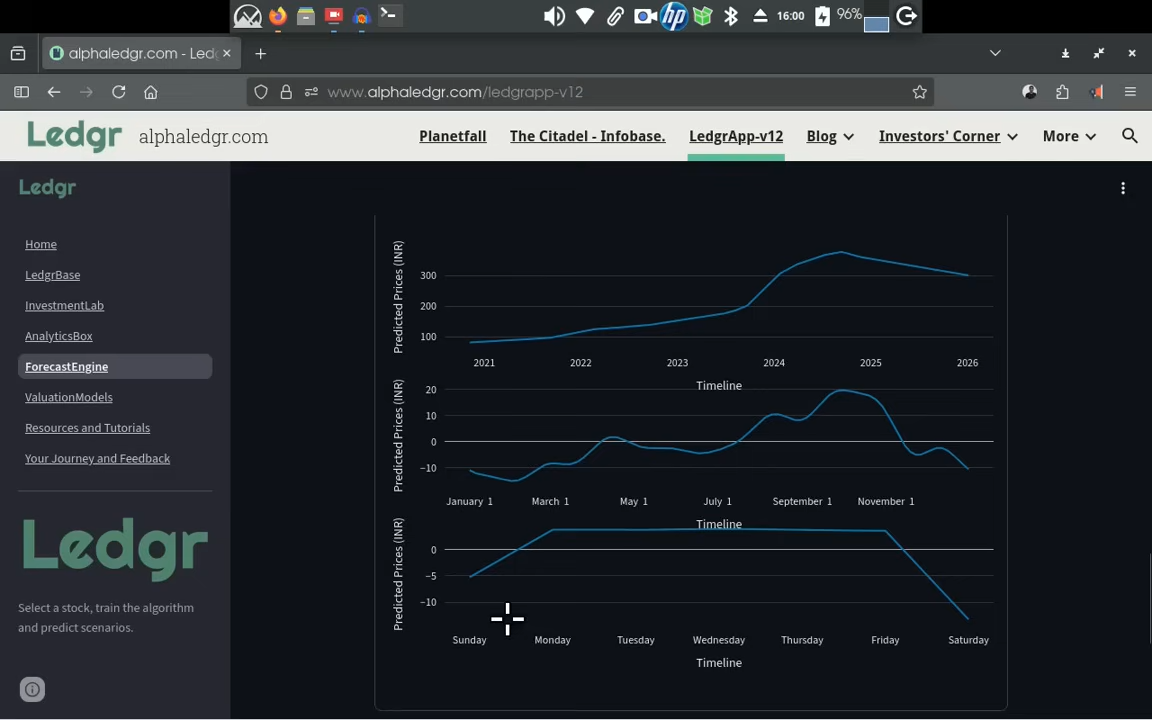 16:00 96%
alphaledgr.com - Led
www.alphaledgr.com/ledgrapp-v12
Ledgr alphaledgr.com Planetfall The Citadel - Infobase. LedgrApp-v12 Blog Investors' Corner More
Ledgr
Home
LedgrBase
InvestmentLab
AnalyticsBox
ForecastEngine
ValuationModels
Resources and Tutorials
Your Journey and Feedback
Ledgr
Select a stock, train the algorithm
and predict scenarios.
Predicted Prices (INR)
300
200
100
2021 2022 2023 2024 2025 2026
Timeline
Predicted Prices (INR)
20
10
0
−10
January 1 March 1 May 1 July 1 September 1 November 1
Timeline
Predicted Prices (INR)
0
−5
−10
Sunday Monday Tuesday Wednesday Thursday Friday Saturday
Timeline